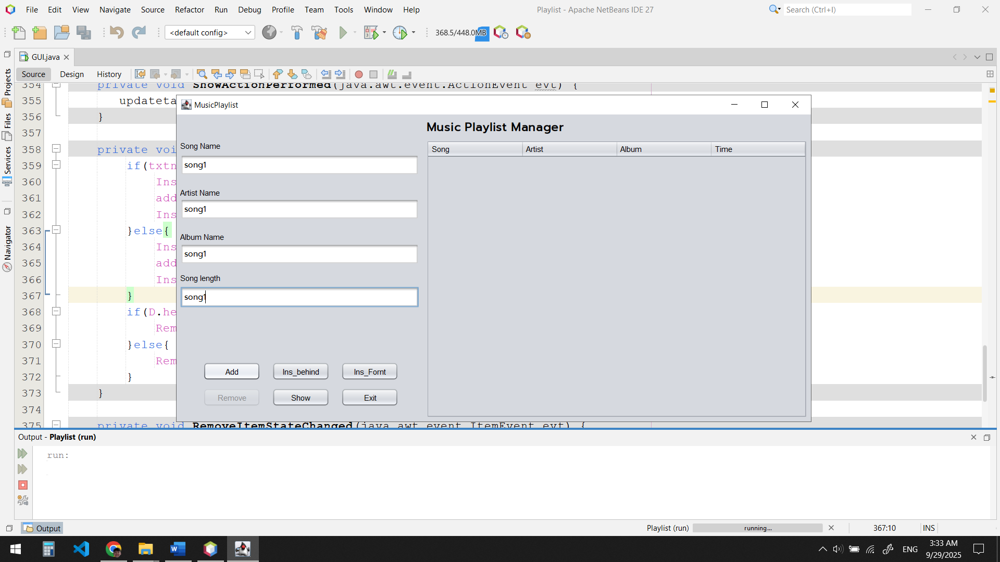 File Edit View Navigate Source Refactor Run Debug Profile Team Tools Window Help
Playlist - Apache NetBeans IDE 27
Search (Ctrl+I)
<default config>
368.5/448.0MB
GUI.java
Source Design History
Projects
Files
Services
Navigator
354 private void ShowActionPerformed(java.awt.event.ActionEvent evt) {
355 updateta
356 }
357
358 private voi
359 if(txtn
360 Ins
361 add
362 Ins
363 }else{
364 Ins
365 add
366 Ins
367 }
368 if(D.he
369 Rem
370 }else{
371 Rem
372 }
373 }
374
375 private void RemoveItemStateChanged(java.awt.event.ItemEvent evt) {
MusicPlaylist
Music Playlist Manager
Song Name
song1
Artist Name
song1
Album Name
song1
Song length
song1
Song Artist Album Time
Add Ins_behind Ins_Fornt
Remove Show Exit
Output - Playlist (run)
run:
Output
Playlist (run) running... 367:10 INS
ENG
3:33 AM
9/29/2025